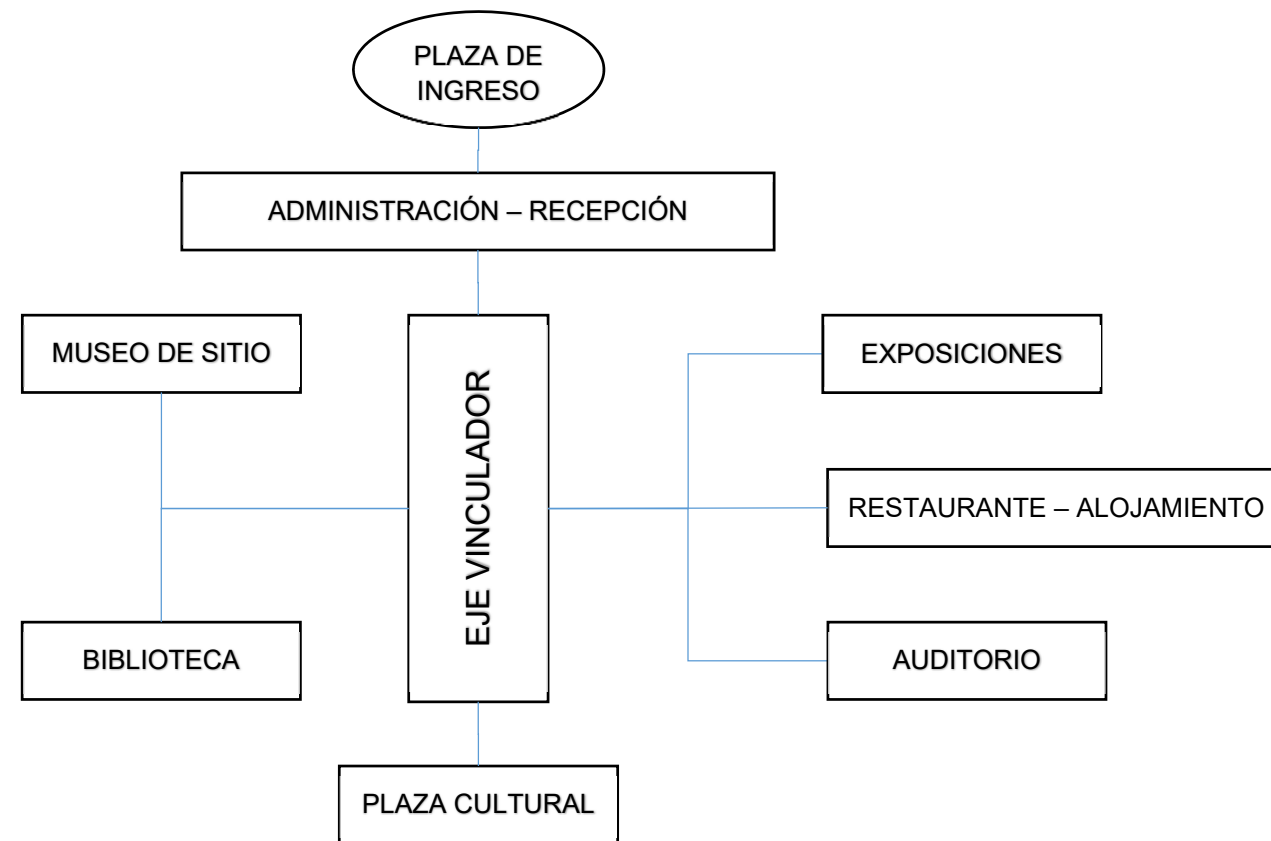 PLAZA DE
INGRESO
ADMINISTRACIÓN – RECEPCIÓN
MUSEO DE SITIO
EJE VINCULADOR
EXPOSICIONES
RESTAURANTE – ALOJAMIENTO
BIBLIOTECA
AUDITORIO
PLAZA CULTURAL